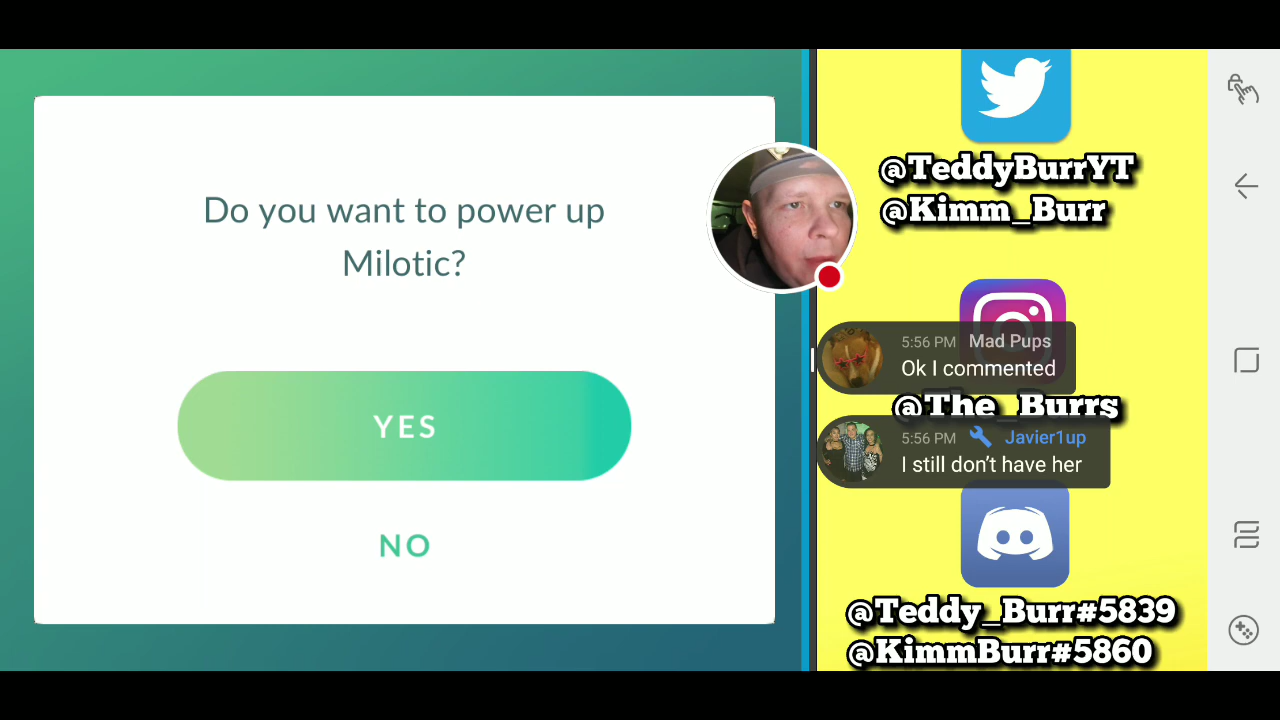 Do you want to power up
Milotic?
YES
NO
@TeddyBurrYT
@Kimm_Burr
5:56 PM Mad Pups
Ok I commented
@The_Burrs
5:56 PM Javier1up
I still don't have her
@Teddy_Burr#5839
@KimmBurr#5860